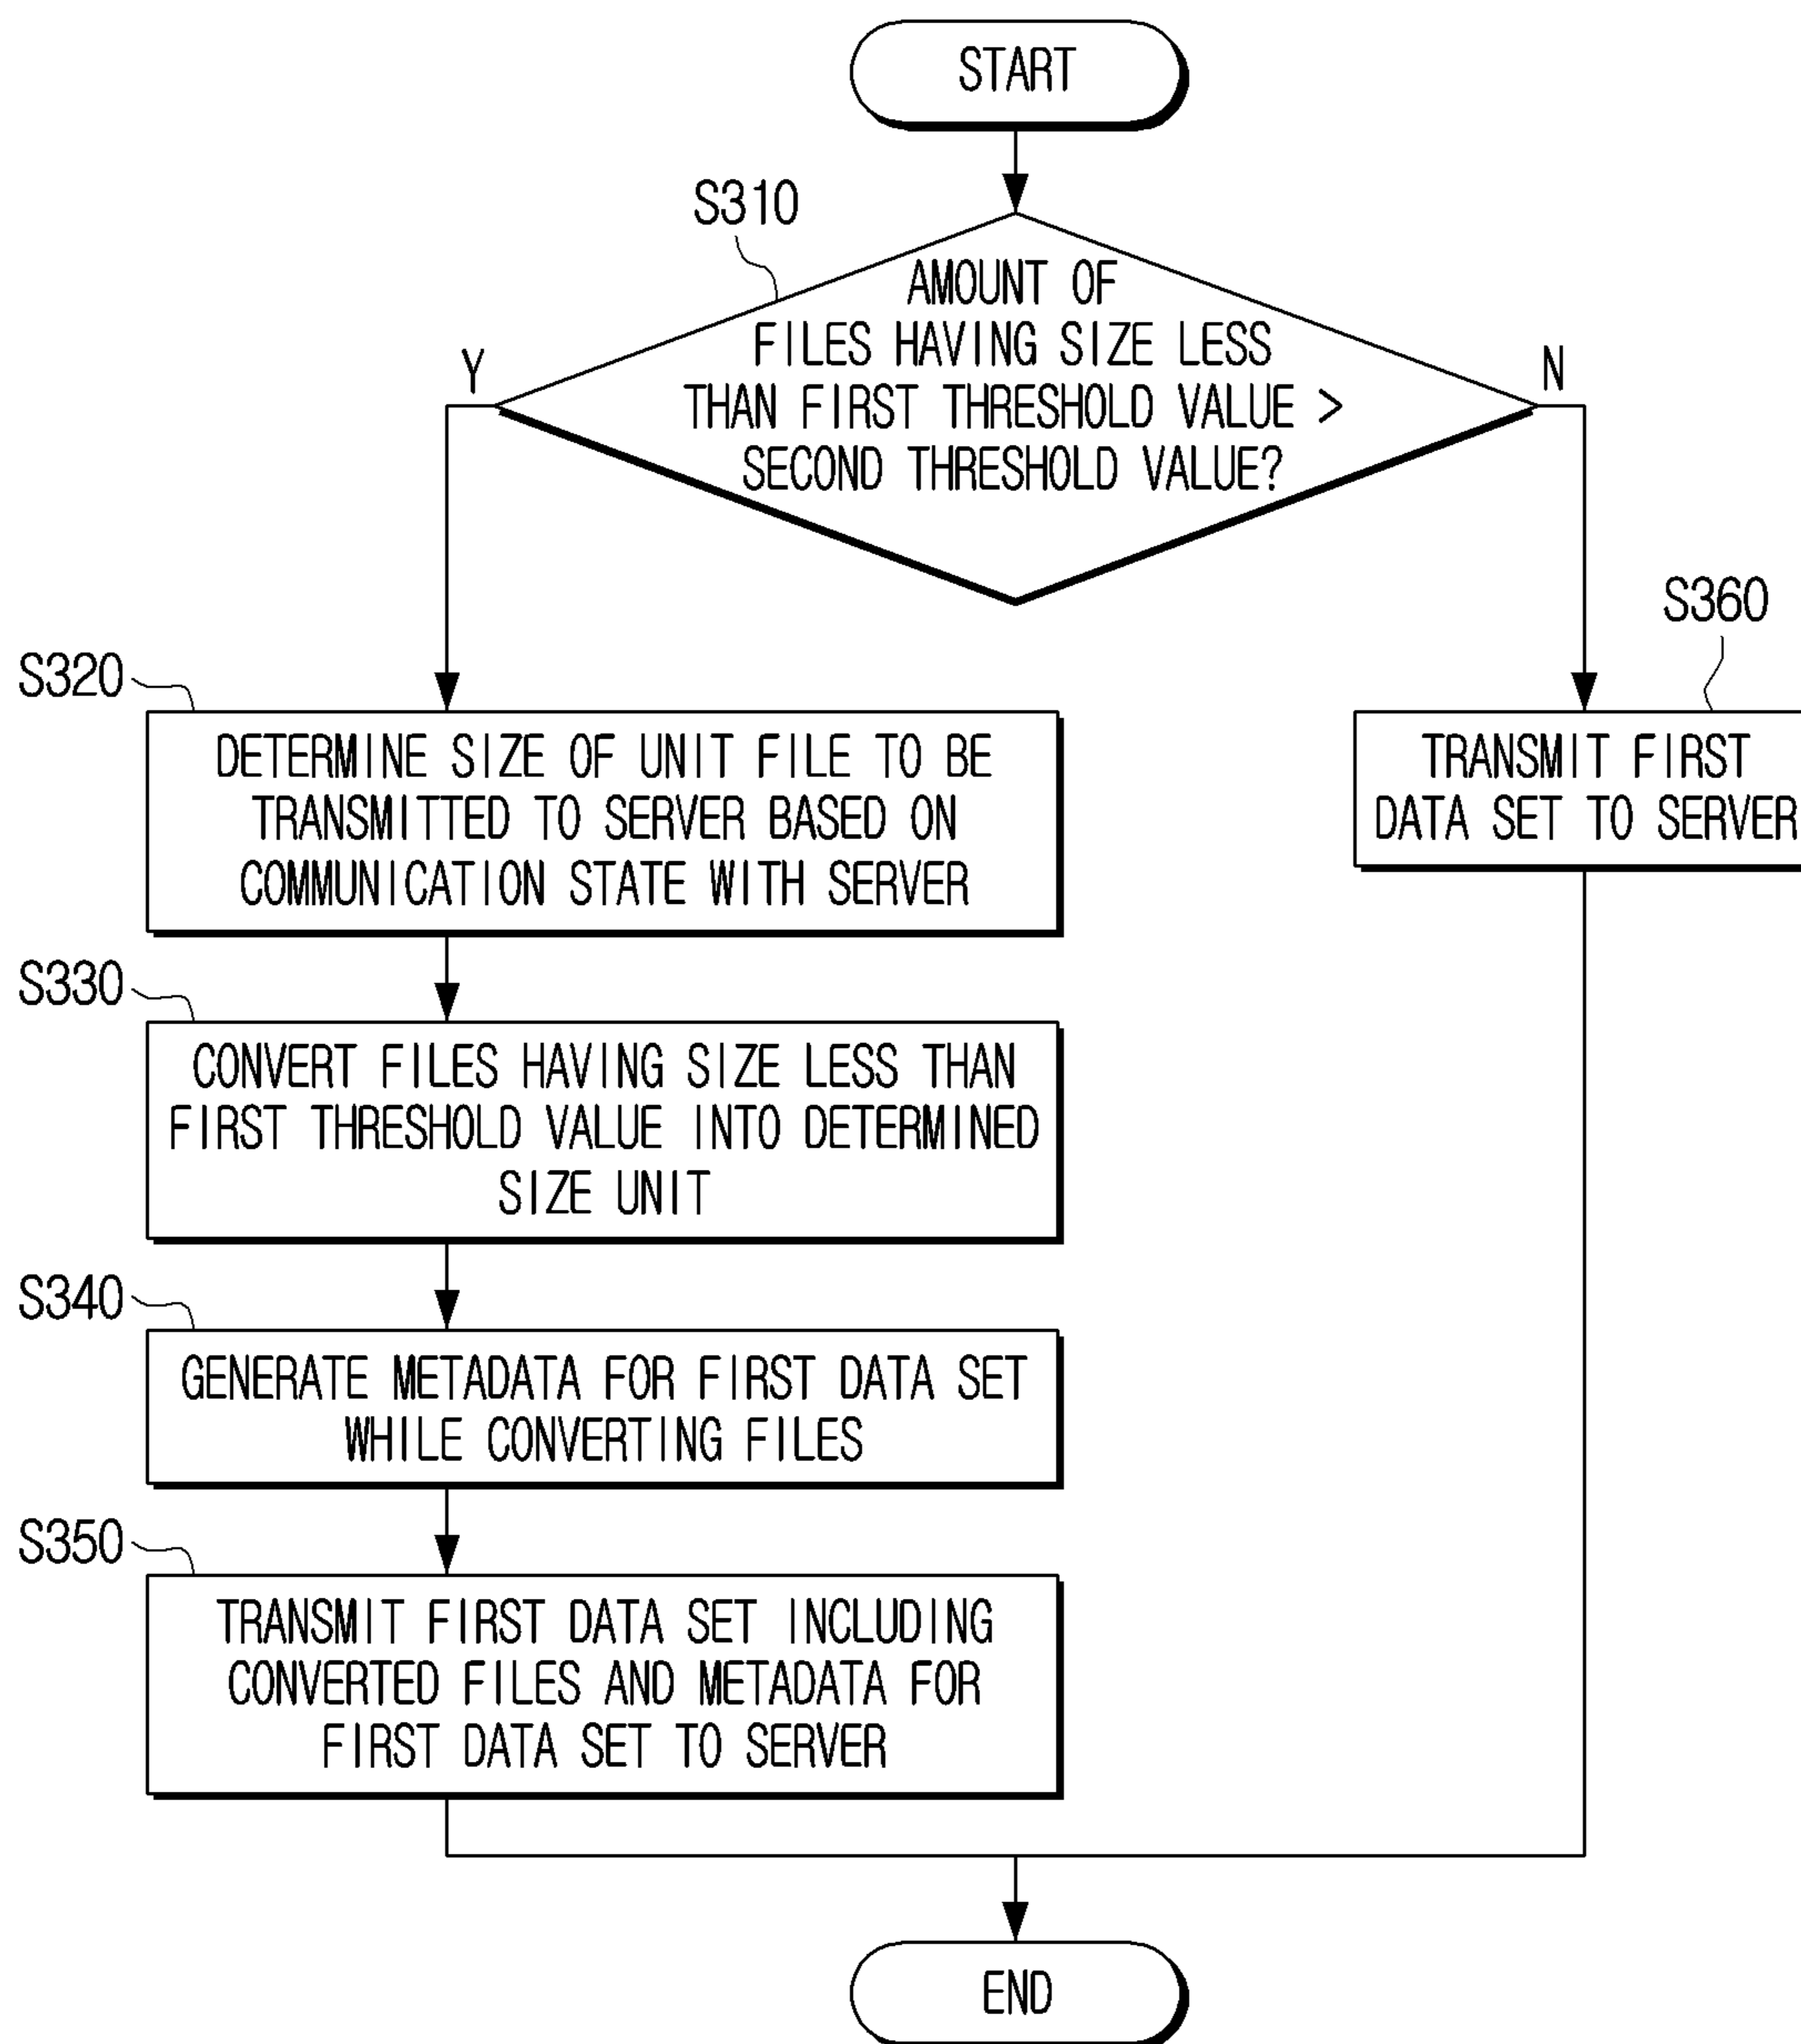 START
S310
AMOUNT OF
FILES HAVING SIZE LESS
THAN FIRST THRESHOLD VALUE >
SECOND THRESHOLD VALUE?
Y
N
S320
DETERMINE SIZE OF UNIT FILE TO BE
TRANSMITTED TO SERVER BASED ON
COMMUNICATION STATE WITH SERVER
S360
TRANSMIT FIRST
DATA SET TO SERVER
S330
CONVERT FILES HAVING SIZE LESS THAN
FIRST THRESHOLD VALUE INTO DETERMINED
SIZE UNIT
S340
GENERATE METADATA FOR FIRST DATA SET
WHILE CONVERTING FILES
S350
TRANSMIT FIRST DATA SET INCLUDING
CONVERTED FILES AND METADATA FOR
FIRST DATA SET TO SERVER
END